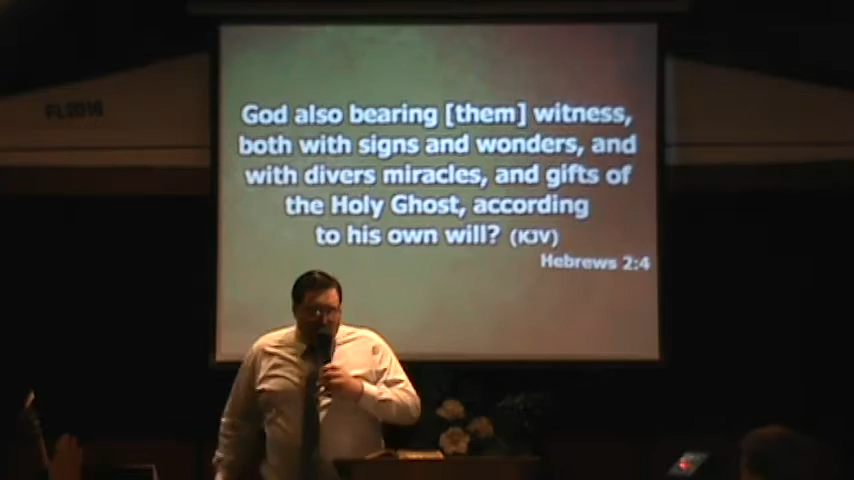 God also bearing [them] witness,
both with signs and wonders, and
with divers miracles, and gifts of
the Holy Ghost, according
to his own will? (KJV)
Hebrews 2:4